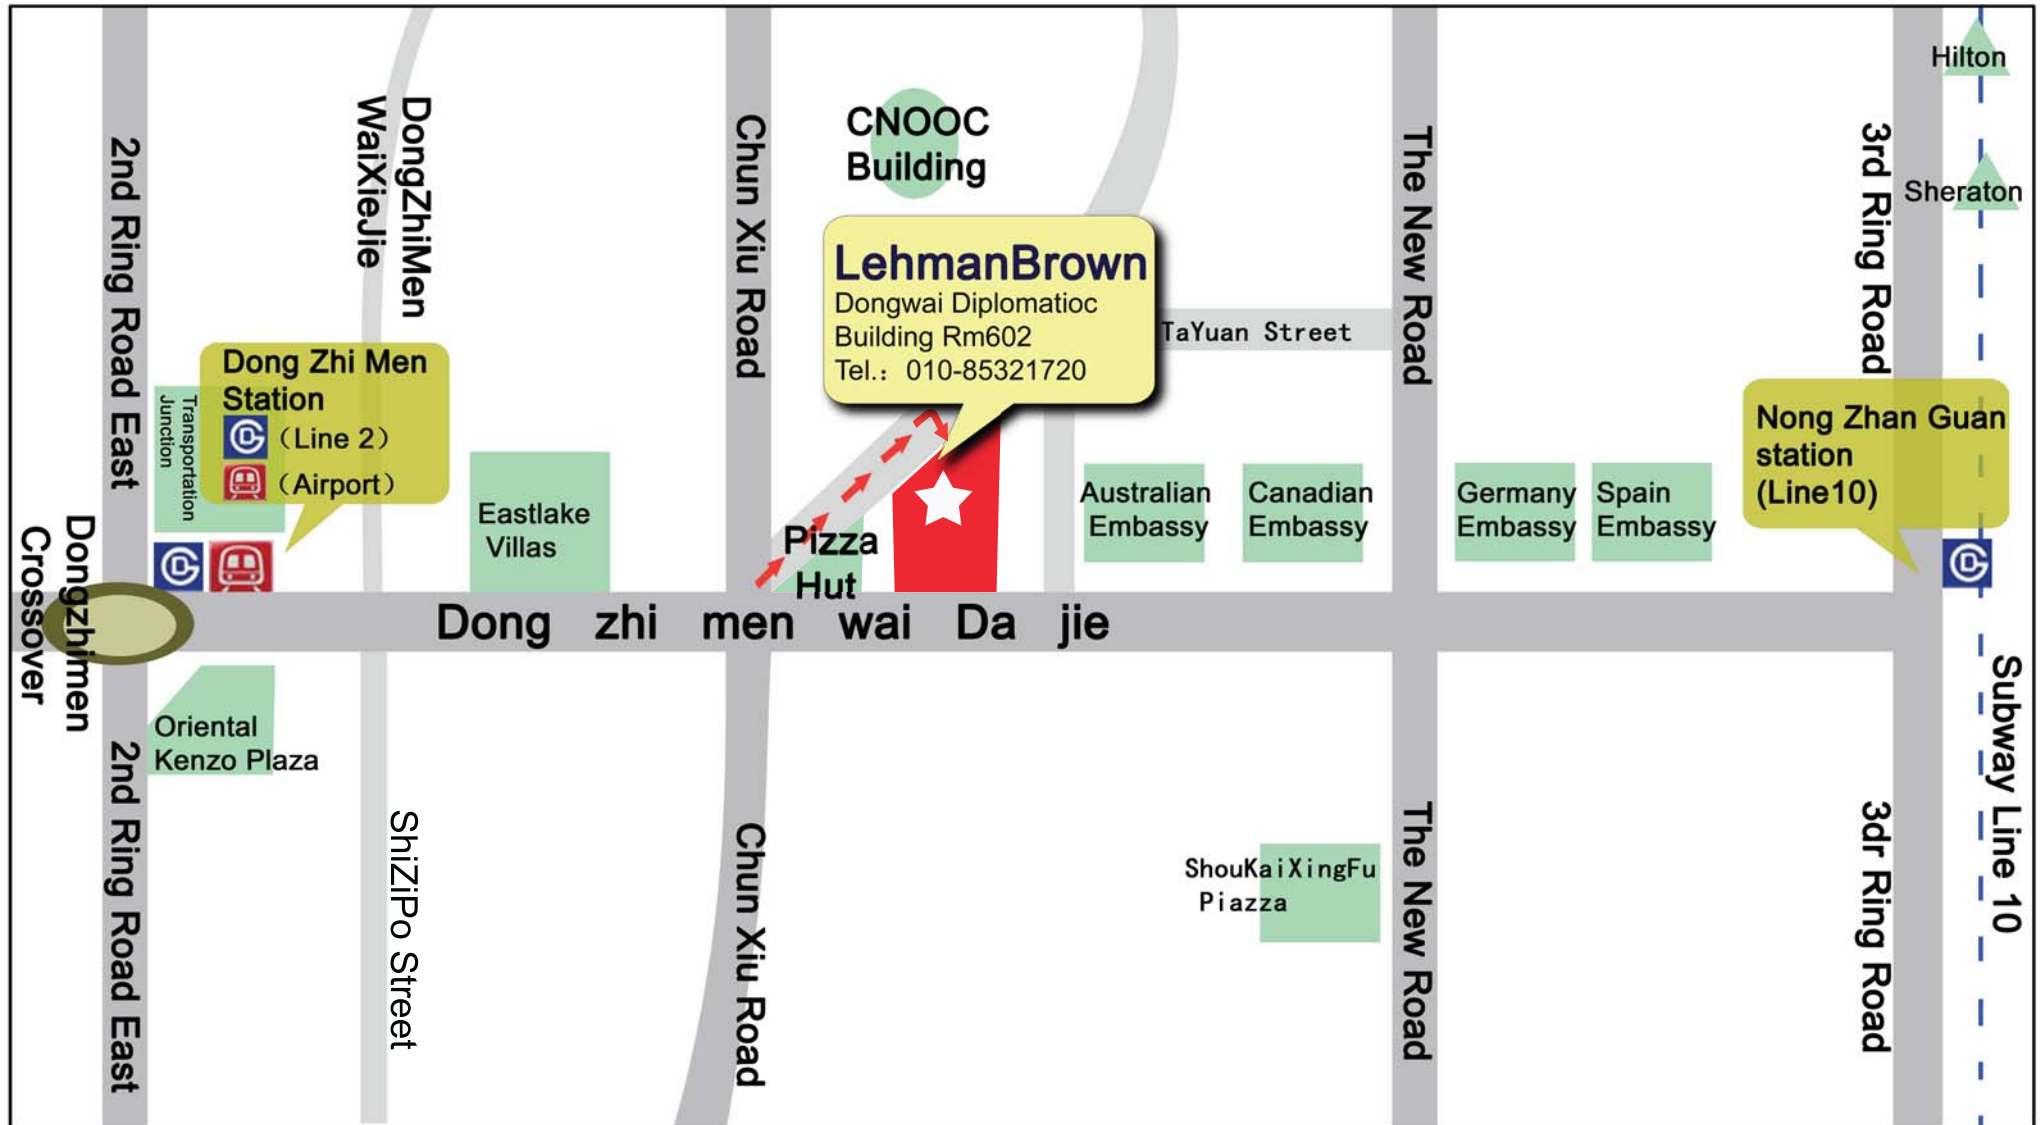 Hilton
CNOOC
Building
DongZhiMen
WaiXieJie
2nd Ring Road East
Chun Xiu Road
The New Road
3rd Ring Road
Sheraton
LehmanBrown
Dongwai Diplomatioc
Building Rm602
Tel.: 010-85321720
TaYuan Street
Dong Zhi Men
Station
(Line 2)
(Airport)
Transportation
Junction
Nong Zhan Guan
station
(Line10)
Eastlake
Villas
Pizza
Hut
Australian
Embassy
Canadian
Embassy
Germany
Embassy
Spain
Embassy
Dongzhimen
Crossover
Dong zhi men wai Da jie
Oriental
Kenzo Plaza
2nd Ring Road East
ShiZiPo Street
Chun Xiu Road
ShouKaiXingFu
Piazza
The New Road
3dr Ring Road
Subway Line 10